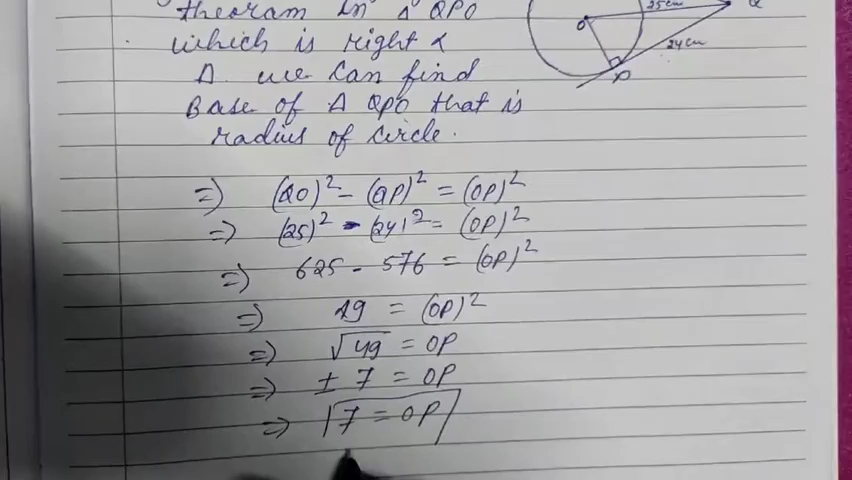 theoram in Δ QPO
which is right ∠
Δ. we can find
Base of Δ QPO that is
radius of circle.
⇒ (QO)² - (QP)² = (OP)²
⇒ (25)² - (24)² = (OP)²
⇒ 625 - 576 = (OP)²
⇒ 49 = (OP)²
⇒ √49 = OP
⇒ ± 7 = OP
⇒ 7 = OP
25cm
Q
O
24cm
P